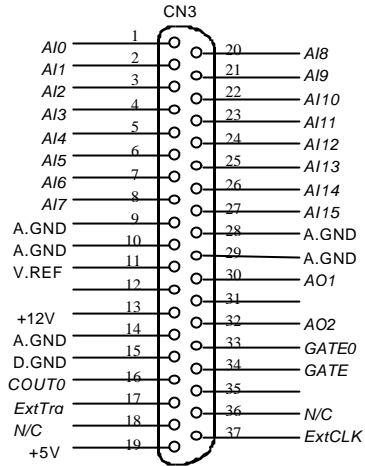 CN3
AI0 1
AI1 2
AI2 3
AI3 4
AI4 5
AI5 6
AI6 7
AI7 8
A.GND 9
A.GND 10
V.REF 11
12
+12V 13
A.GND 14
D.GND 15
COUT0 16
ExtTra 17
N/C 18
+5V 19
20 AI8
21 AI9
22 AI10
23 AI11
24 AI12
25 AI13
26 AI14
27 AI15
28 A.GND
29 A.GND
30 AO1
31
32 AO2
33 GATE0
34 GATE
35
36 N/C
37 ExtCLK